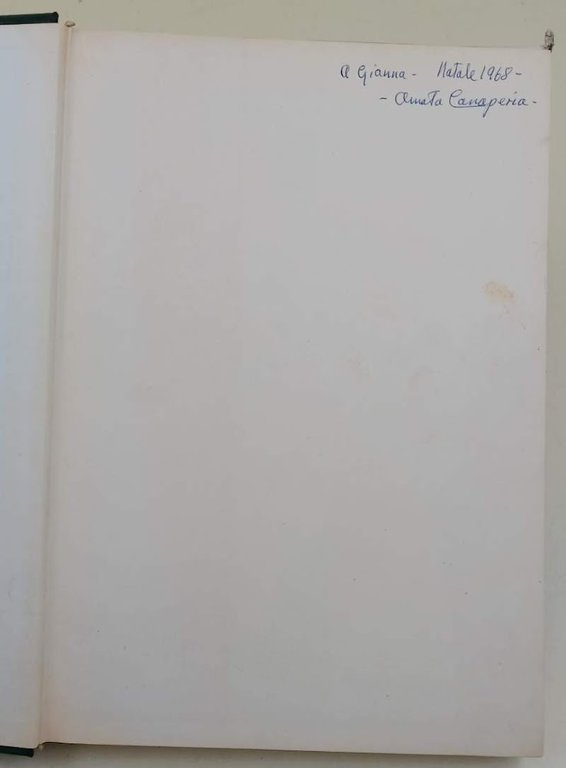 a Gianna - Natale 1968 -
- Amata Canaperia -